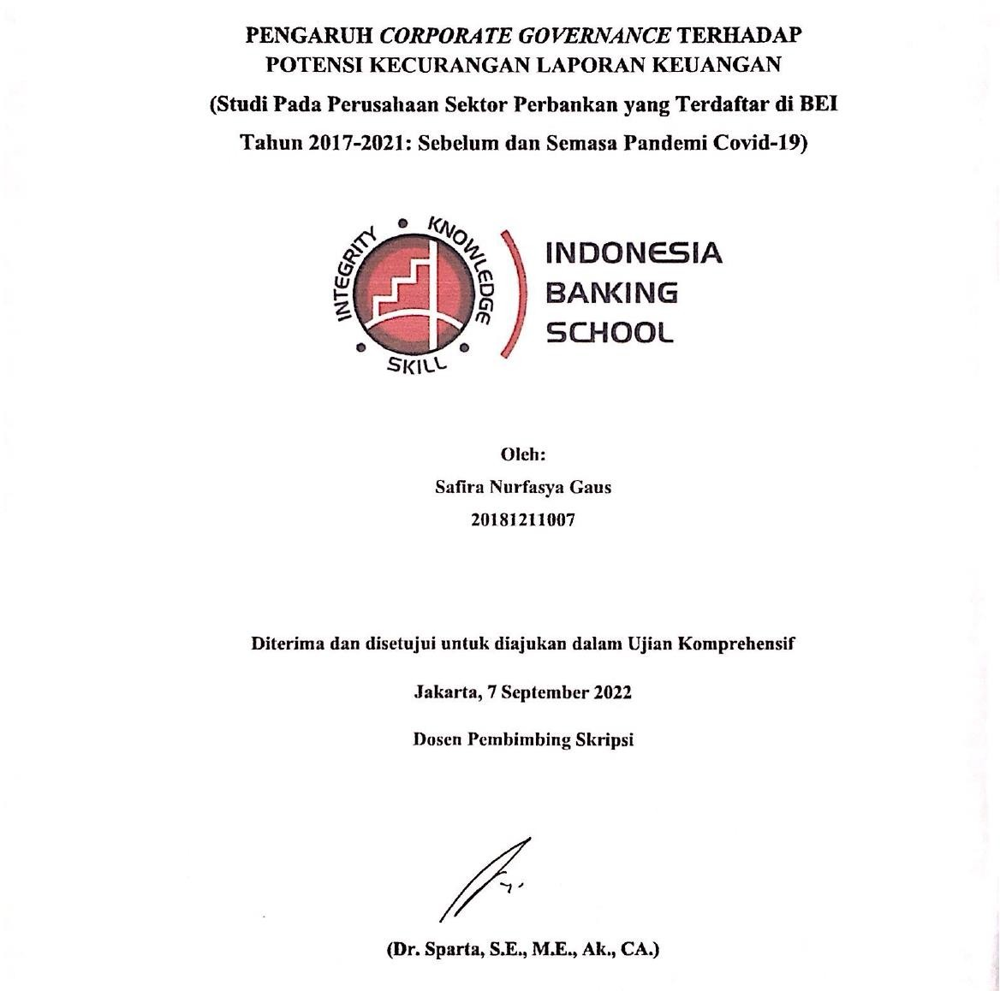 PENGARUH CORPORATE GOVERNANCE TERHADAP
POTENSI KECURANGAN LAPORAN KEUANGAN
(Studi Pada Perusahaan Sektor Perbankan yang Terdaftar di BEI
Tahun 2017-2021: Sebelum dan Semasa Pandemi Covid-19)
INTEGRITY • KNOWLEDGE • SKILL •
INDONESIA
BANKING
SCHOOL
Oleh:
Safira Nurfasya Gaus
20181211007
Diterima dan disetujui untuk diajukan dalam Ujian Komprehensif
Jakarta, 7 September 2022
Dosen Pembimbing Skripsi
(Dr. Sparta, S.E., M.E., Ak., CA.)